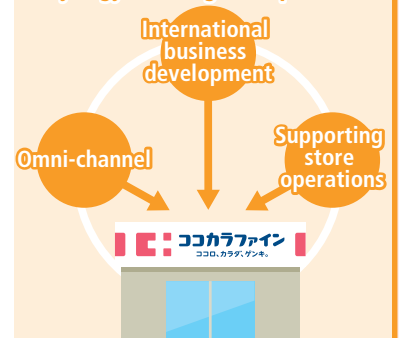 International
business
development
Omni-channel
Supporting
store
operations
ココカラファイン
ココロ、カラダ、ゲンキ。